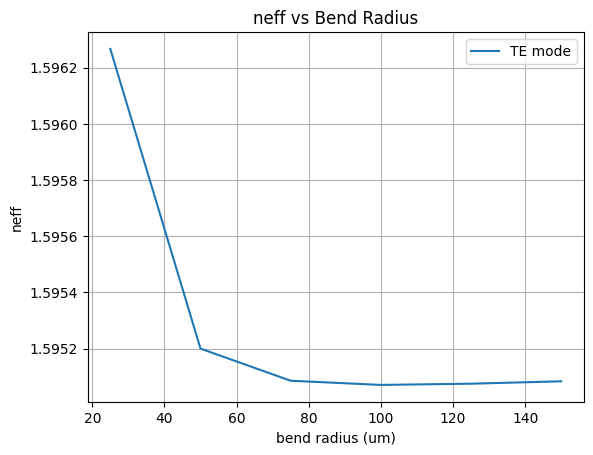 neff vs Bend Radius
TE mode
1.5962
1.5960
1.5958
1.5956
1.5954
1.5952
neff
20 40 60 80 100 120 140
bend radius (um)